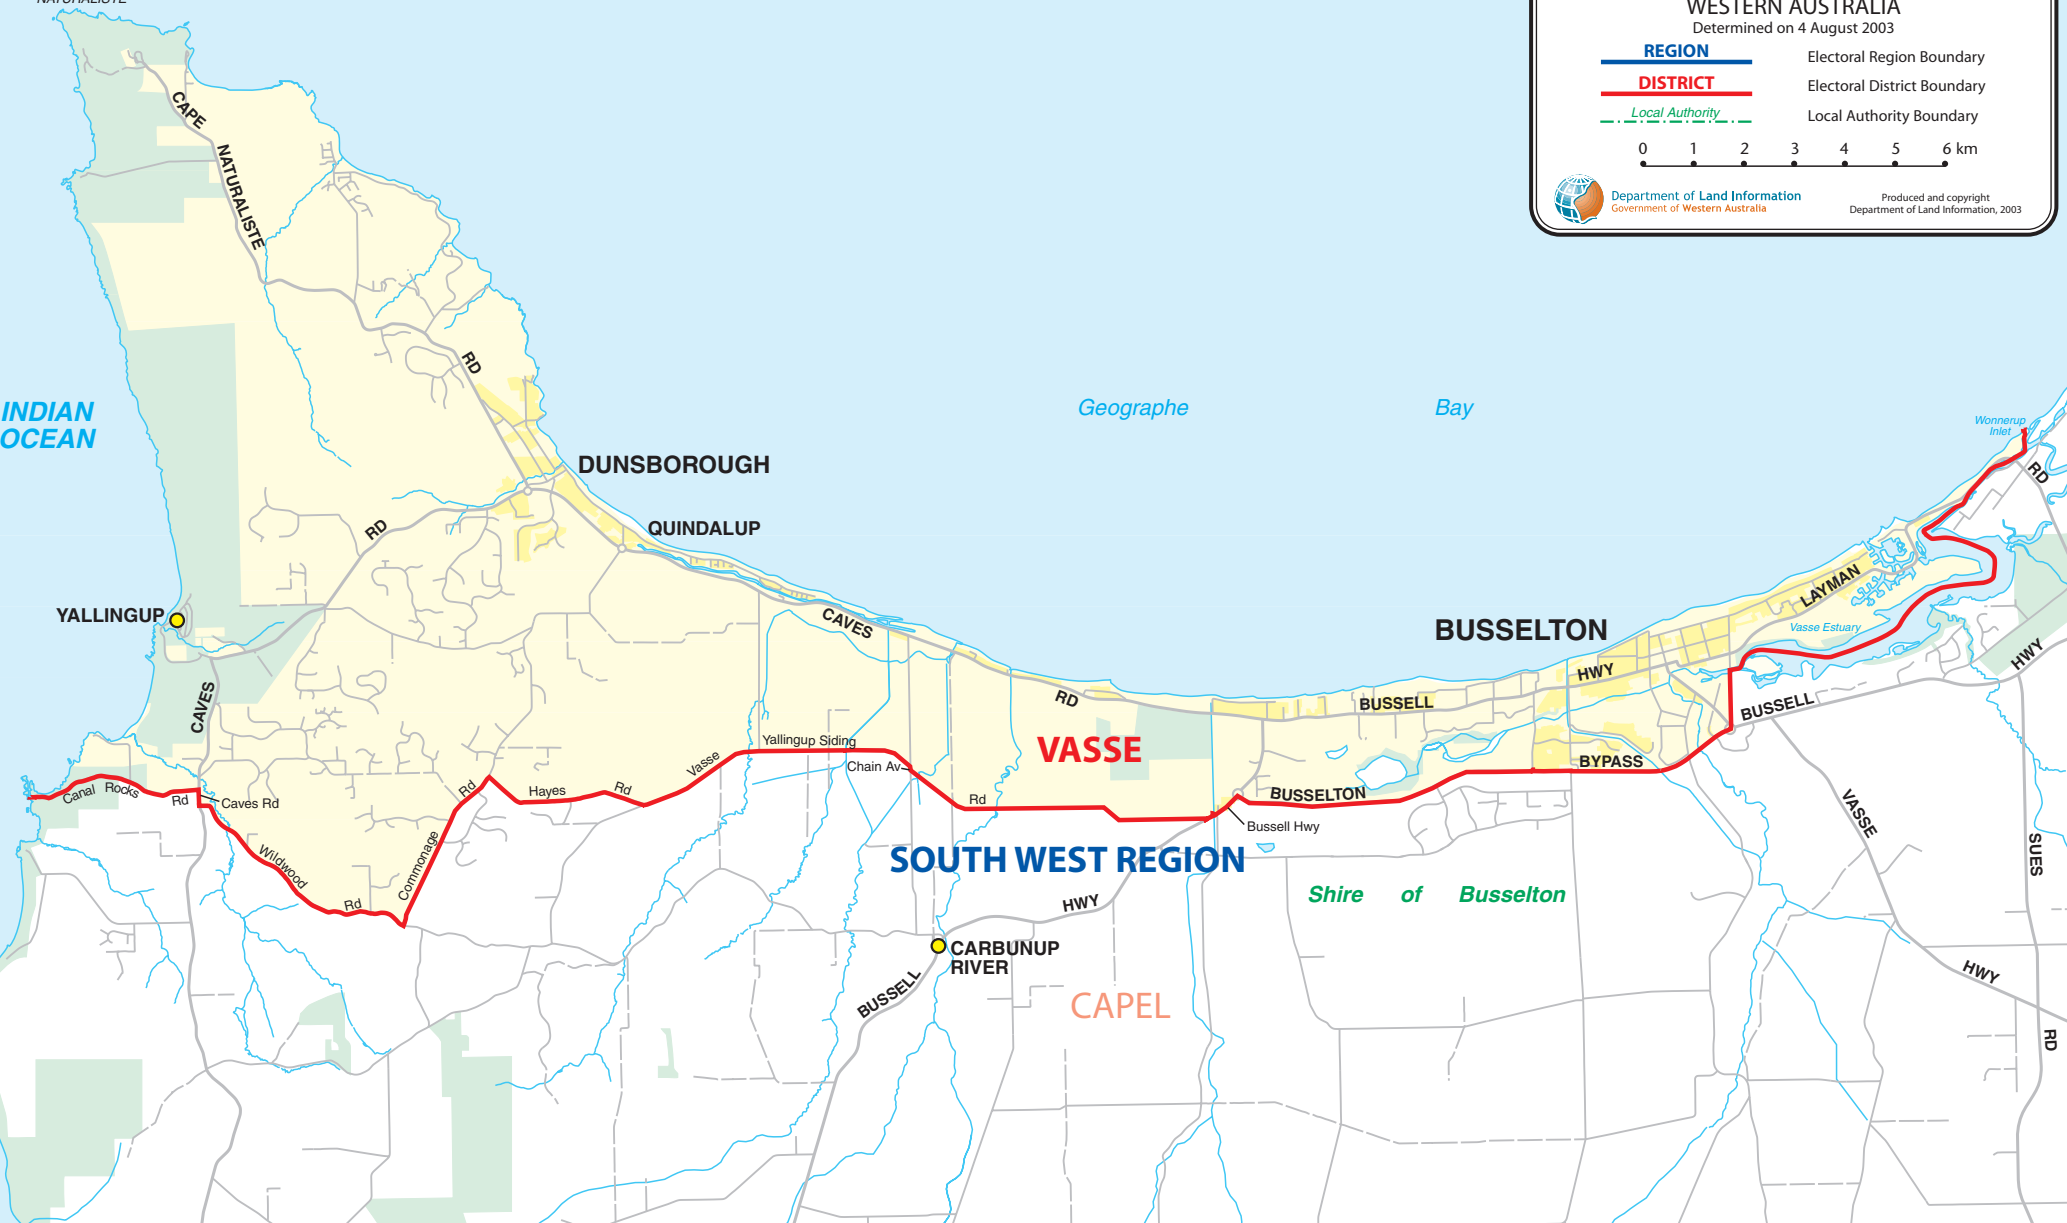 NATURALISTE
WESTERN AUSTRALIA
Determined on 4 August 2003
REGION
Electoral Region Boundary
DISTRICT
Electoral District Boundary
Local Authority
Local Authority Boundary
0 1 2 3 4 5 6 km
Department of Land Information
Government of Western Australia
Produced and copyright
Department of Land Information, 2003
CAPE
NATURALISTE
RD
INDIAN
OCEAN
Geographe Bay
Wonnerup
Inlet
RD
DUNSBOROUGH
QUINDALUP
RD
YALLINGUP
CAVES
CAVES
RD
BUSSELTON
LAYMAN
Vasse Estuary
HWY
HWY
BUSSELL
BUSSELL
Canal Rocks
Rd
Caves Rd
Wildwood
Rd
Commonage
Rd
Hayes
Rd
Vasse
Yallingup Siding
Chain Av
Rd
VASSE
BUSSELTON
BYPASS
Bussell Hwy
SOUTH WEST REGION
Shire of Busselton
VASSE
HWY
SUES
RD
HWY
CARBUNUP
RIVER
BUSSELL
CAPEL